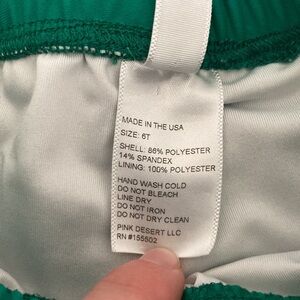 MADE IN THE USA
SIZE: 6T
SHELL: 86% POLYESTER
14% SPANDEX
LINING: 100% POLYESTER
HAND WASH COLD
DO NOT BLEACH
LINE DRY
DO NOT IRON
DO NOT DRY CLEAN
PINK DESERT LLC
RN #155502